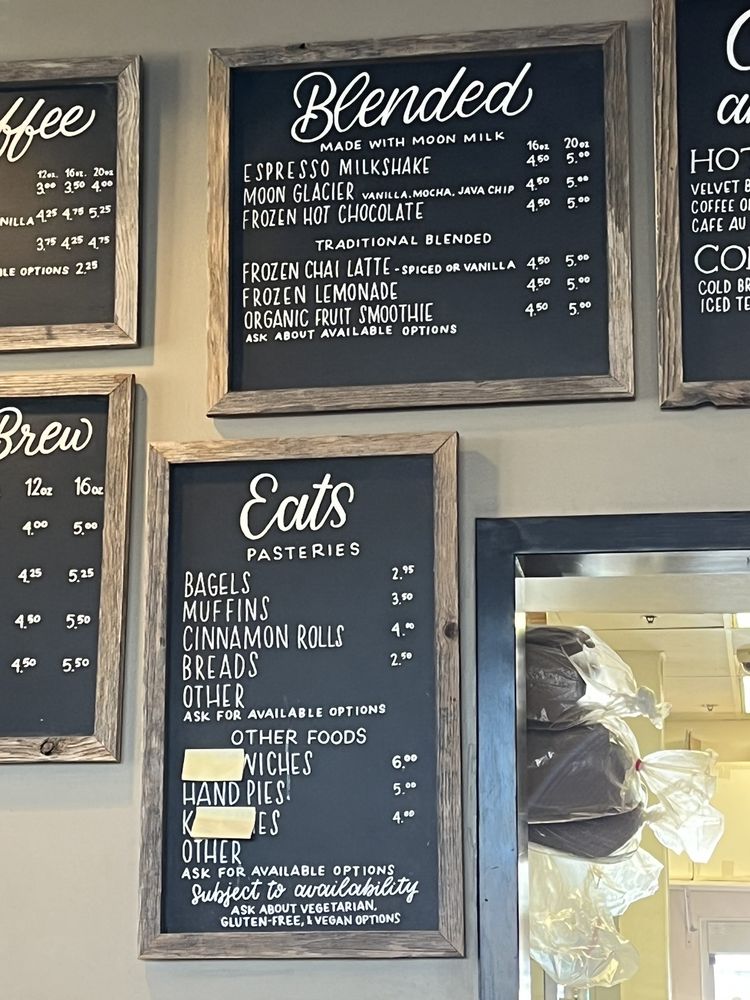 ffee
12oz. 16oz. 20oz
3.00 3.50 4.00
NILLA 4.25 4.75 5.25
3.75 4.25 4.75
LE OPTIONS 2.25
Blended
MADE WITH MOON MILK
16oz 20oz
ESPRESSO MILKSHAKE 4.50 5.00
MOON GLACIER VANILLA, MOCHA, JAVA CHIP 4.50 5.00
FROZEN HOT CHOCOLATE 4.50 5.00
TRADITIONAL BLENDED
FROZEN CHAI LATTE - SPICED OR VANILLA 4.50 5.00
FROZEN LEMONADE 4.50 5.00
ORGANIC FRUIT SMOOTHIE 4.50 5.00
ASK ABOUT AVAILABLE OPTIONS
HOT
VELVET B
COFFEE O
CAFE AU
CO
COLD BR
ICED TE
Brew
12oz 16oz
4.00 5.00
4.25 5.25
4.50 5.50
4.50 5.50
Eats
PASTERIES
BAGELS 2.95
MUFFINS 3.50
CINNAMON ROLLS 4.00
BREADS 2.50
OTHER
ASK FOR AVAILABLE OPTIONS
OTHER FOODS
WICHES 6.00
HAND PIES 5.00
K IES 4.00
OTHER
ASK FOR AVAILABLE OPTIONS
Subject to availability
ASK ABOUT VEGETARIAN,
GLUTEN-FREE, & VEGAN OPTIONS